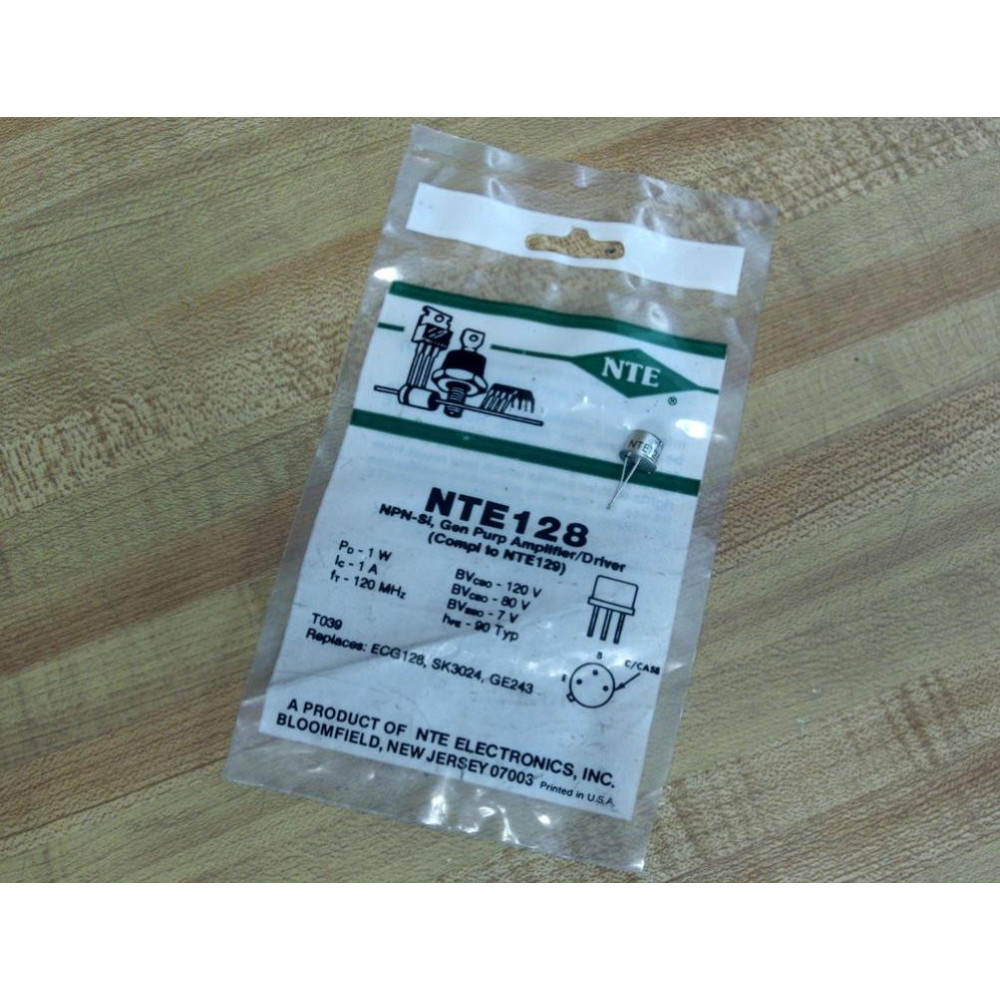 NTE
®
NTE
NTE128
NPN-Si, Gen Purp Amplifier/Driver
(Compl to NTE129)
PD - 1 W
IC - 1 A
fT - 120 MHz
BVCBO - 120 V
BVCEO - 80 V
BVEBO - 7 V
hFE - 90 Typ
TO39
Replaces: ECG128, SK3024, GE243
B
E
C/CASE
A PRODUCT OF NTE ELECTRONICS, INC.
BLOOMFIELD, NEW JERSEY 07003 Printed in U.S.A.